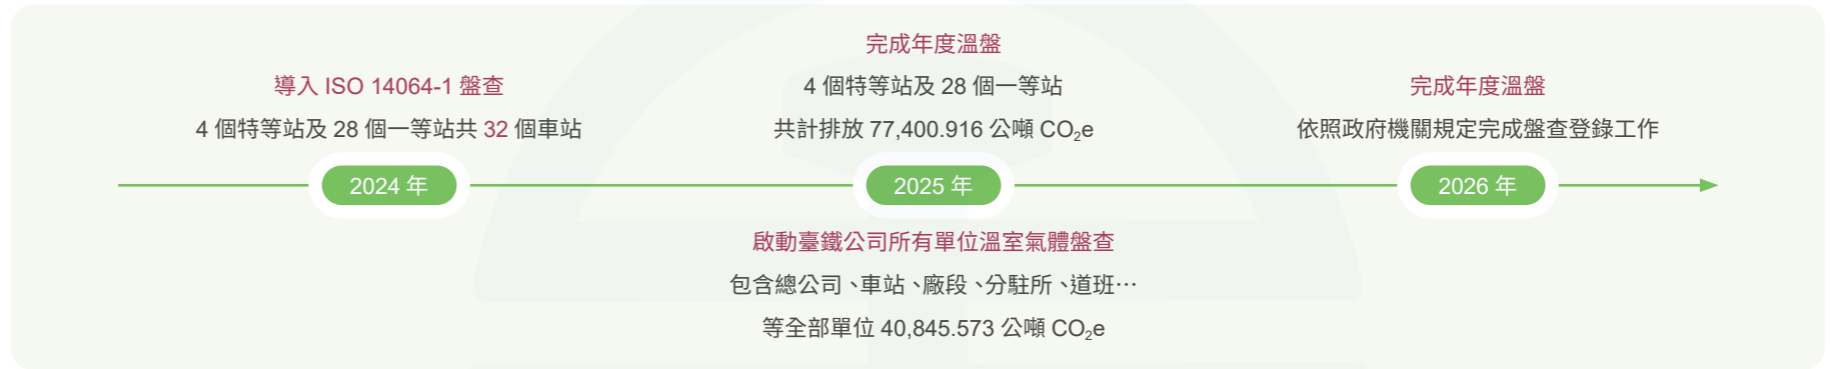 導入 ISO 14064-1 盤查
4 個特等站及 28 個一等站共 32 個車站
2024 年
完成年度溫盤
4 個特等站及 28 個一等站
共計排放 77,400.916 公噸 CO₂e
2025 年
啟動臺鐵公司所有單位溫室氣體盤查
包含總公司、車站、廠段、分駐所、道班…
等全部單位 40,845.573 公噸 CO₂e
完成年度溫盤
依照政府機關規定完成盤查登錄工作
2026 年